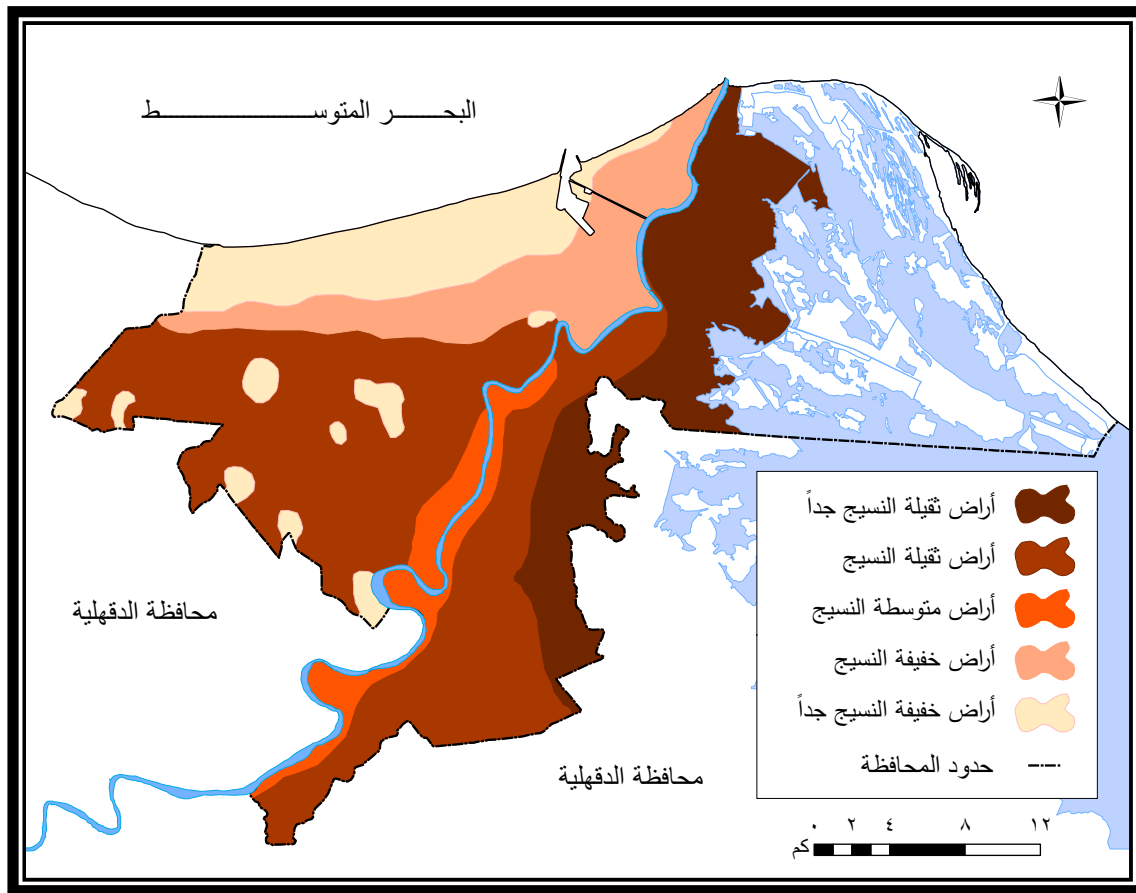 البحـــــر المتوســـــــــــــــــط
أراض ثقيلة النسيج جداً
أراض ثقيلة النسيج
أراض متوسطة النسيج
أراض خفيفة النسيج
أراض خفيفة النسيج جداً
حدود المحافظة
محافظة الدقهلية
محافظة الدقهلية
٠ ٢ ٤ ٨ ١٢
كم